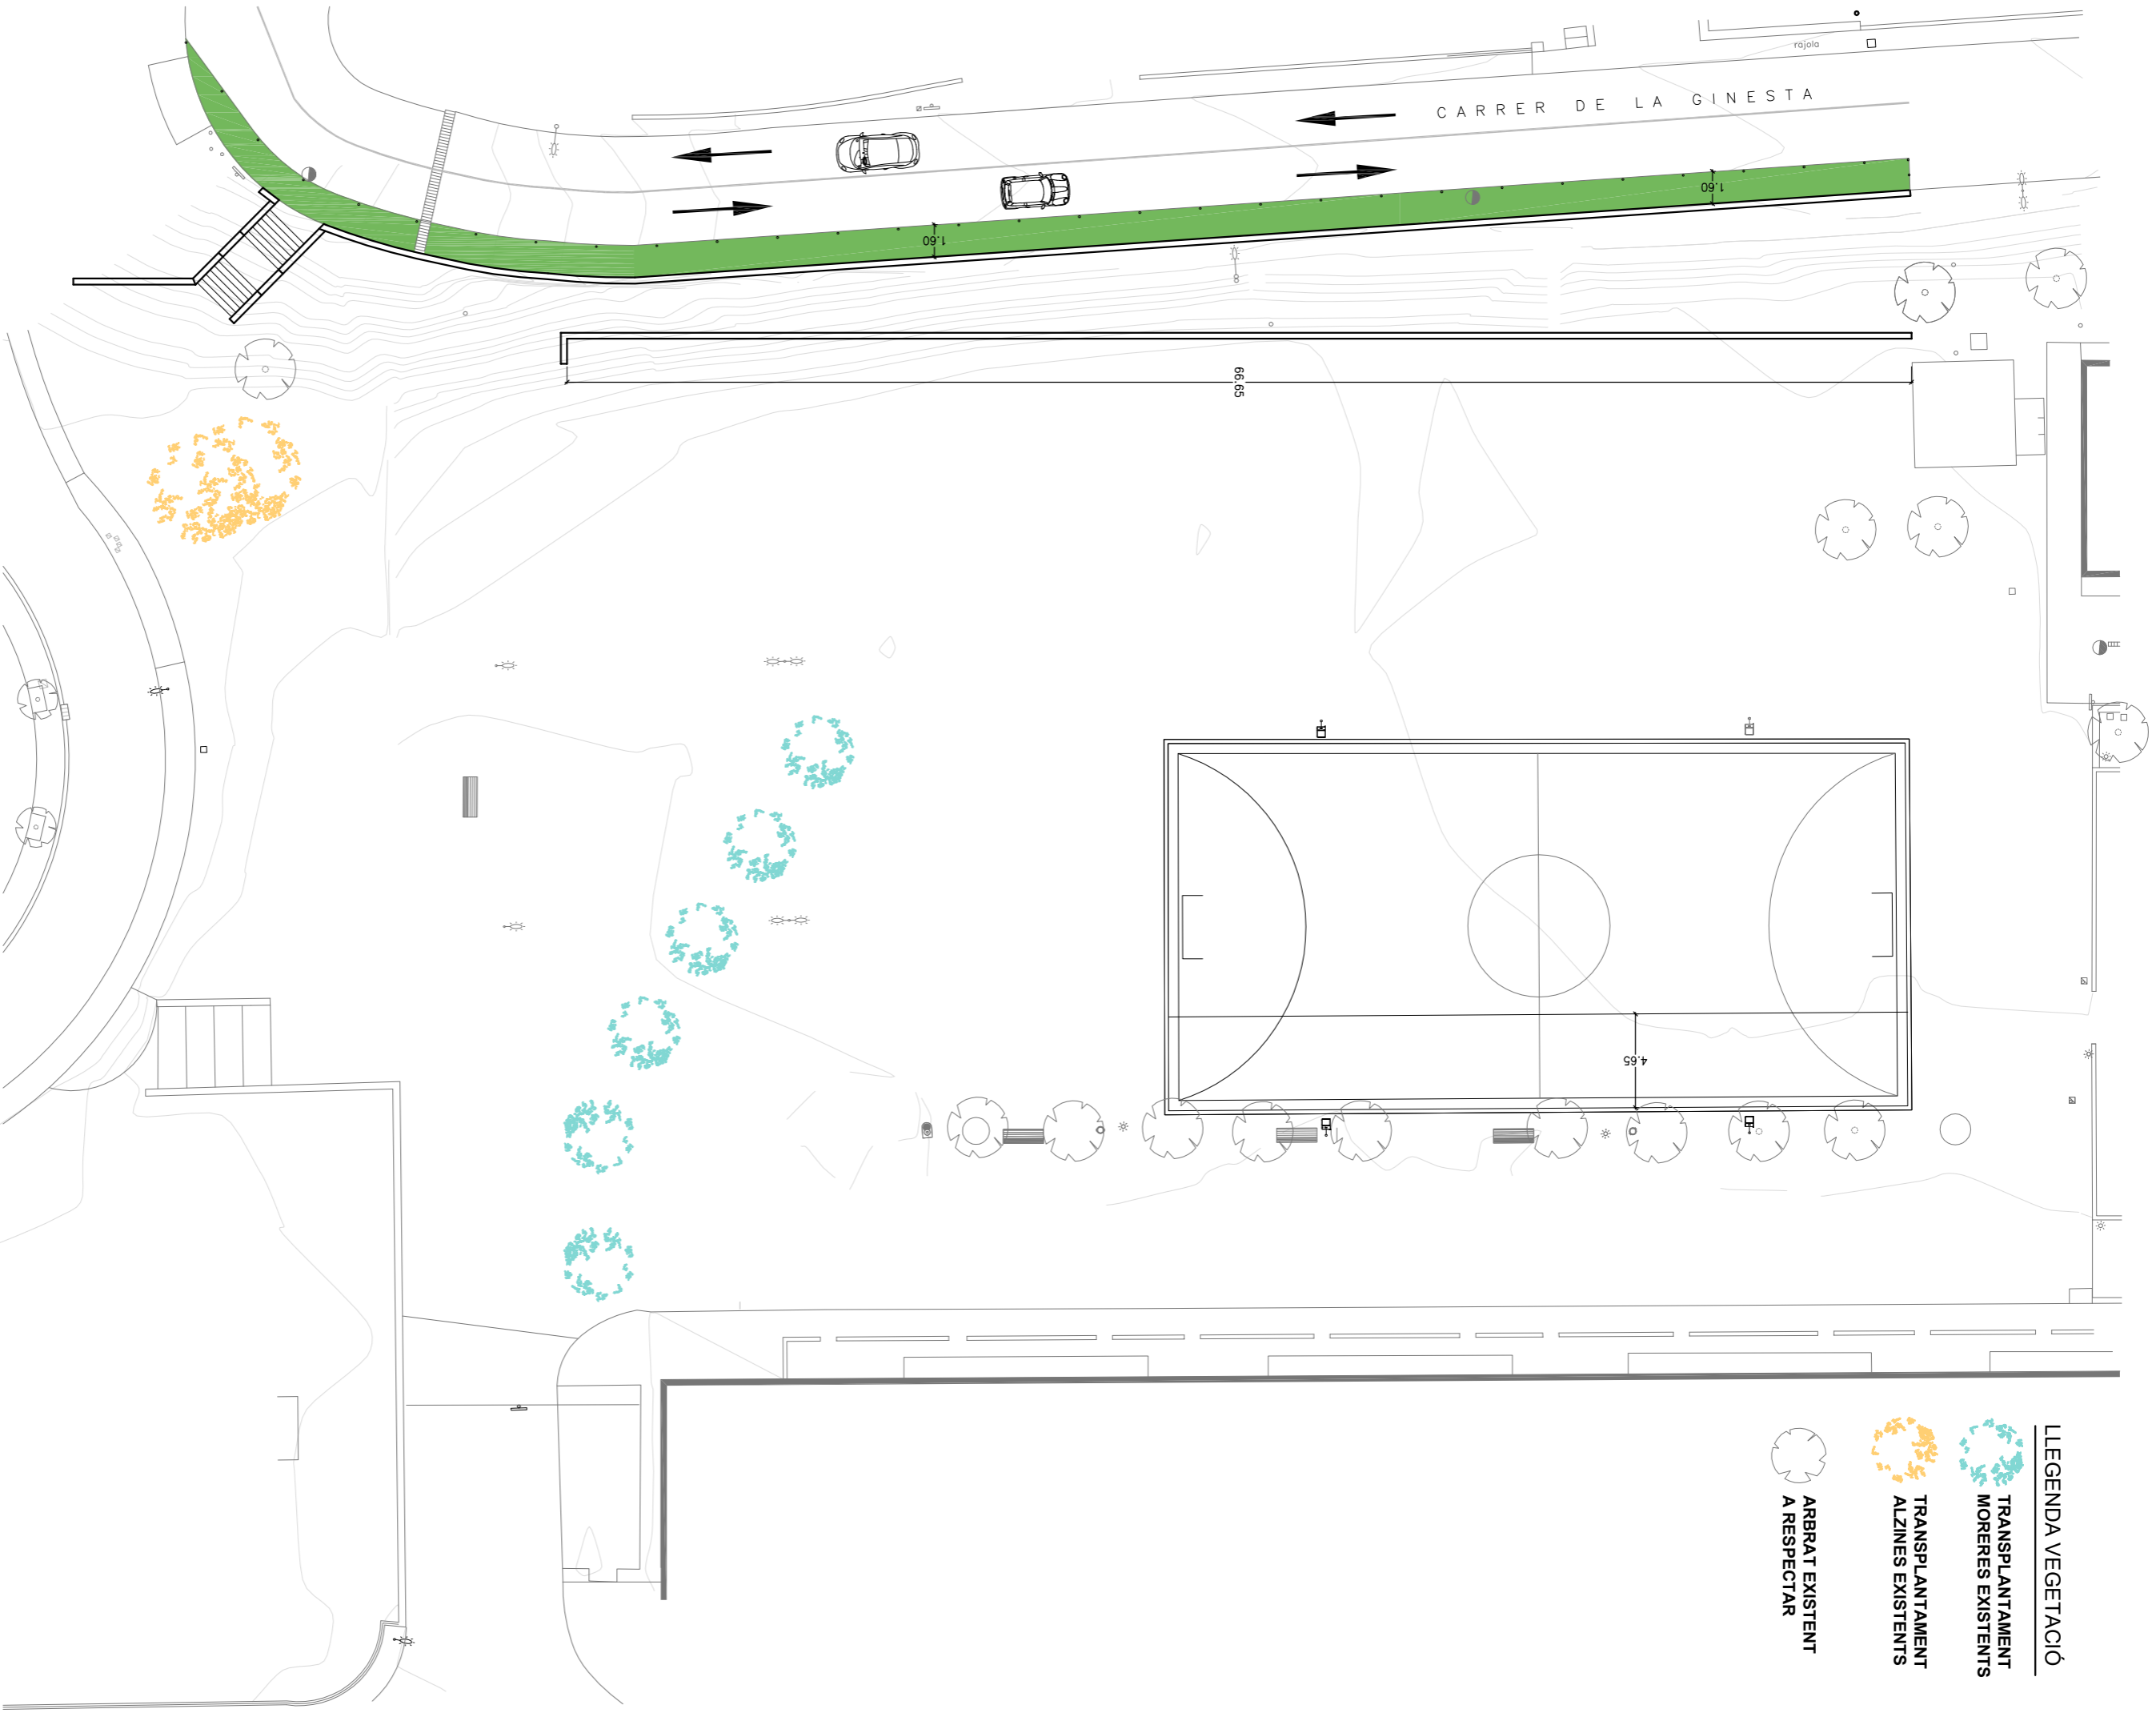 rajola
CARRER DE LA GINESTA
1.60
1.60
66.65
4.65
LLEGENDA VEGETACIÓ
TRANSPLANTAMENT
MORERES EXISTENTS
TRANSPLANTAMENT
ALZINES EXISTENTS
ARBRAT EXISTENT
A RESPECTAR